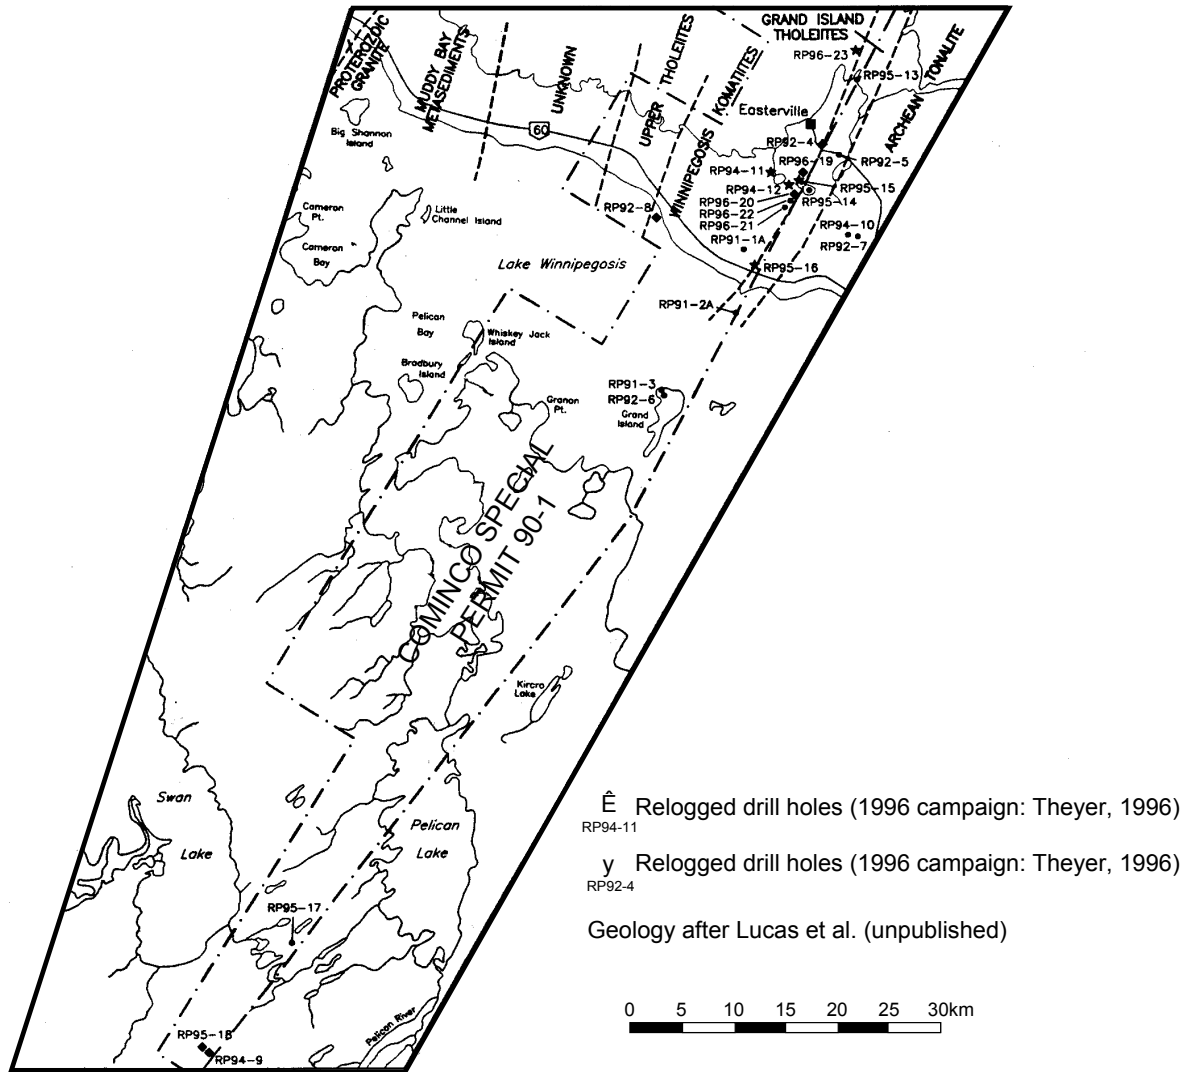 PROTEROZOIC
GRANITE
MUDDY BAY
METASEDIMENTS
UNKNOWN
UPPER THOLEIITES
WINNIPEGOSIS KOMATIITES
GRAND ISLAND
THOLEIITES
ARCHEAN TONALITE
RP96-23
RP95-13
60
Big Shannon
Island
Easterville
RP92-4
RP92-5
RP96-19
RP94-11
RP94-12
RP95-15
RP95-14
RP96-20
RP96-22
RP96-21
RP91-1A
RP94-10
RP92-7
RP92-8
RP95-16
Cameron
Pt.
Little
Channel Island
Cameron
Bay
Lake Winnipegosis
RP91-2A
Pelican
Bay
Whiskey Jack
Island
Bradbury
Island
RP91-3
RP92-6
Granon
Pt.
Grand
Island
COMINCO SPECIAL
PERMIT 90-1
Kircro
Lake
Swan
Lake
Pelican
Lake
RP95-17
RP95-18
RP94-9
Pelican River
Ê Relogged drill holes (1996 campaign: Theyer, 1996)
RP94-11
y Relogged drill holes (1996 campaign: Theyer, 1996)
RP92-4
Geology after Lucas et al. (unpublished)
0 5 10 15 20 25 30km